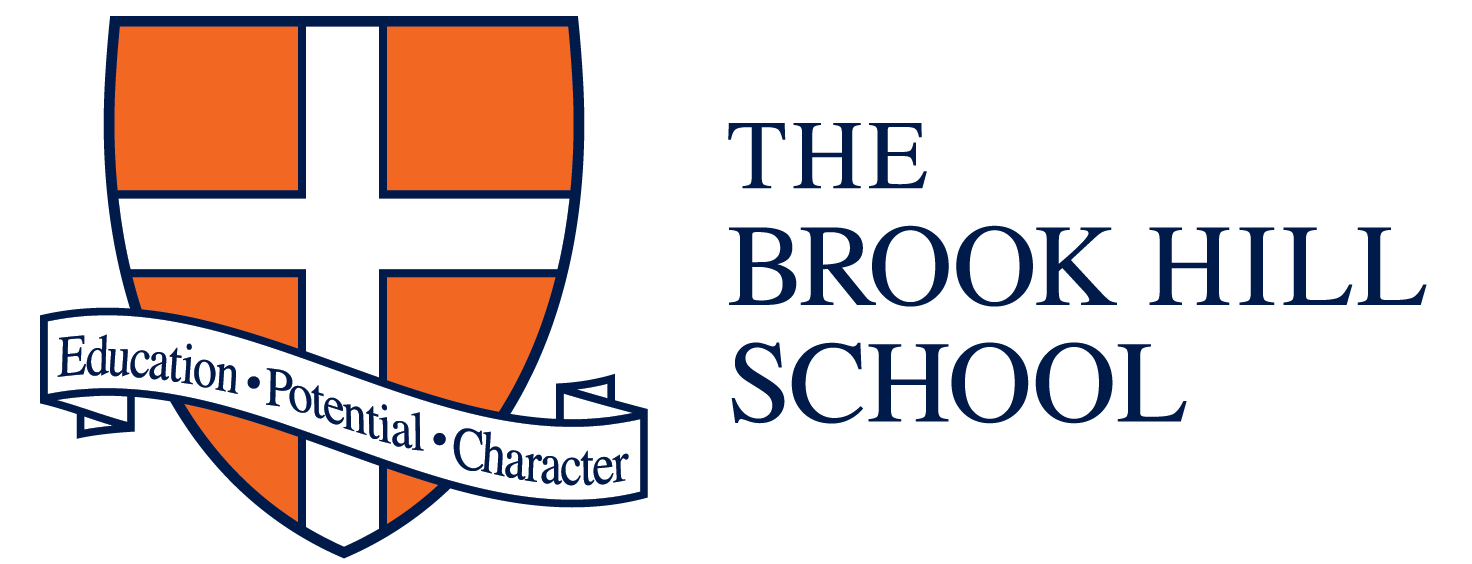 Education • Potential • Character
THE
BROOK HILL
SCHOOL